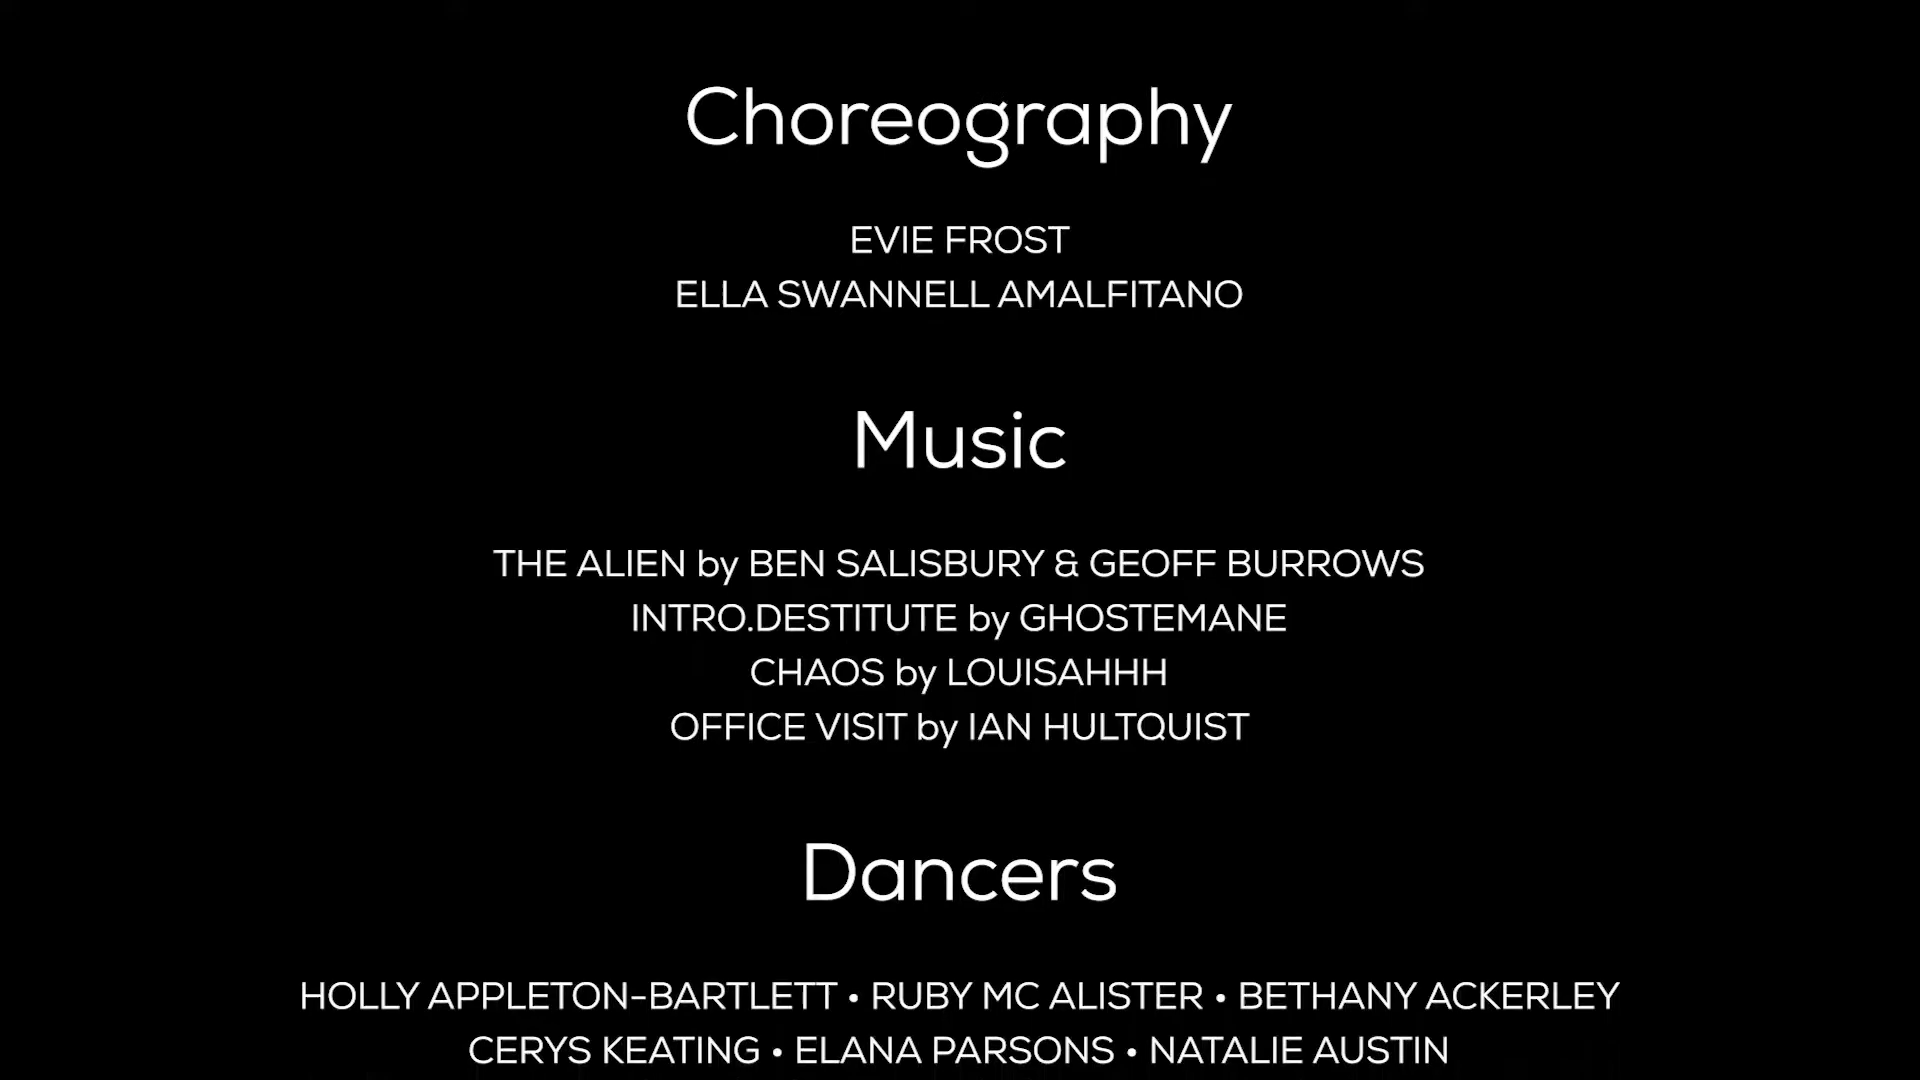 Choreography
EVIE FROST
ELLA SWANNELL AMALFITANO
Music
THE ALIEN by BEN SALISBURY & GEOFF BURROWS
INTRO.DESTITUTE by GHOSTEMANE
CHAOS by LOUISAHHH
OFFICE VISIT by IAN HULTQUIST
Dancers
HOLLY APPLETON-BARTLETT • RUBY MC ALISTER • BETHANY ACKERLEY
CERYS KEATING • ELANA PARSONS • NATALIE AUSTIN